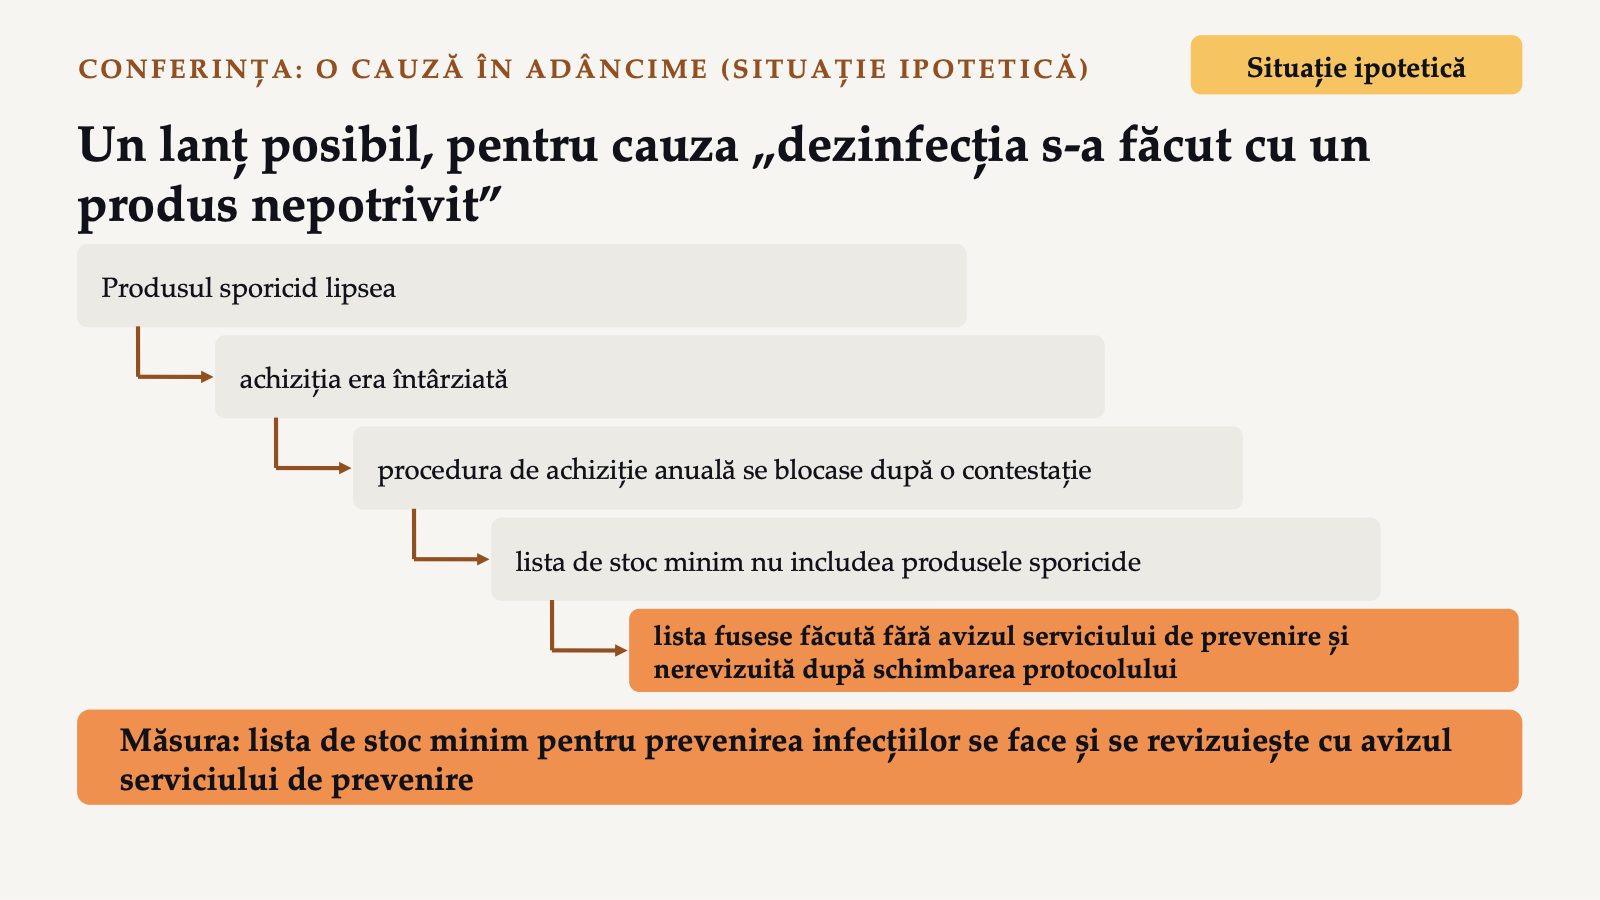 CONFERINȚA: O CAUZĂ ÎN ADÂNCIME (SITUAȚIE IPOTETICĂ)
Situație ipotetică
Un lanț posibil, pentru cauza „dezinfecția s-a făcut cu un
produs nepotrivit”
Produsul sporicid lipsea
achiziția era întârziată
procedura de achiziție anuală se blocase după o contestație
lista de stoc minim nu includea produsele sporicide
lista fusese făcută fără avizul serviciului de prevenire și
nerevizuită după schimbarea protocolului
Măsura: lista de stoc minim pentru prevenirea infecțiilor se face și se revizuiește cu avizul
serviciului de prevenire